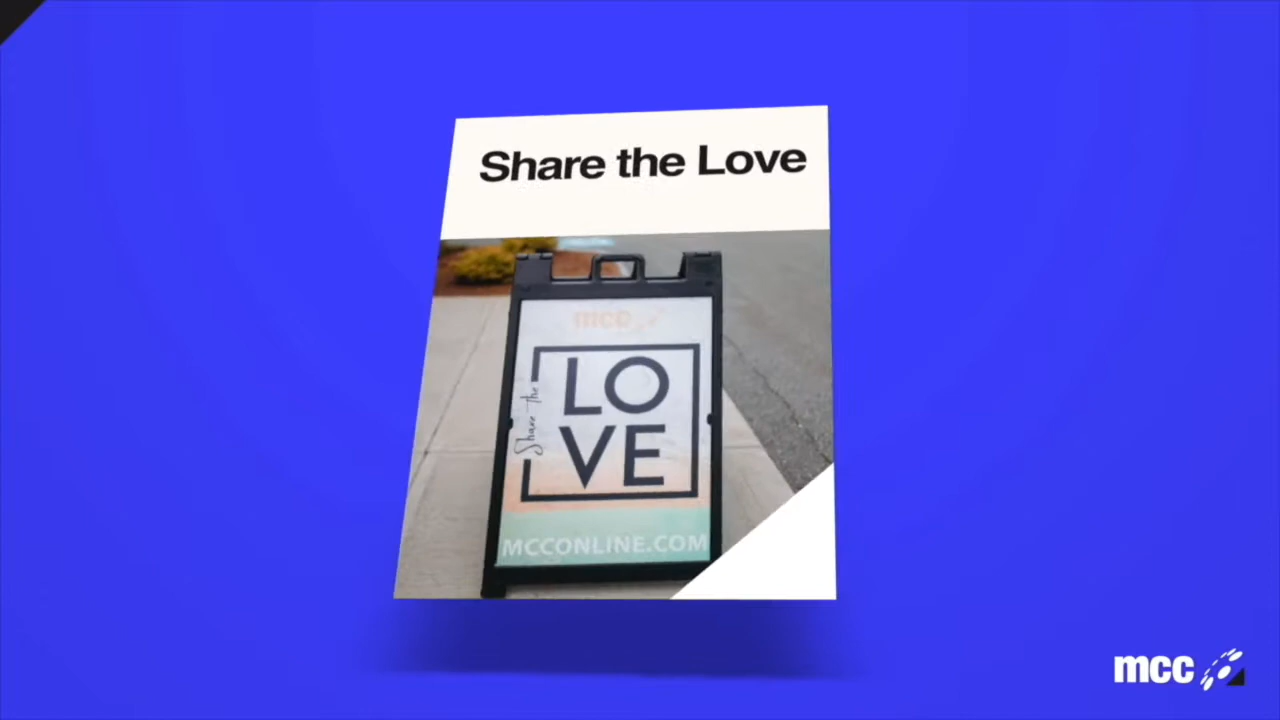 Share the Love
mcc
Share the
LO
VE
MCCONLINE.COM
mcc